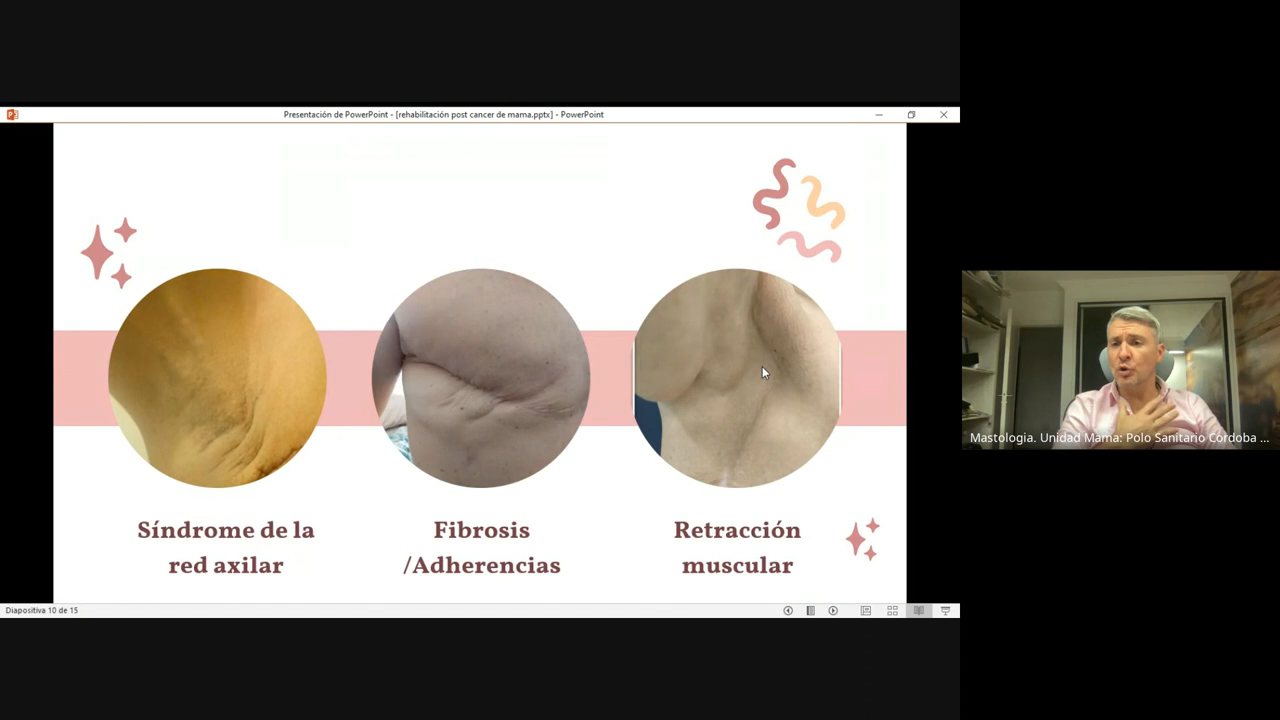 Presentación de PowerPoint - [rehabilitación post cancer de mama.pptx] - PowerPoint
Síndrome de la
red axilar
Fibrosis
/Adherencias
Retracción
muscular
Mastologia. Unidad Mama: Polo Sanitario Cordoba ...
Diapositiva 10 de 15